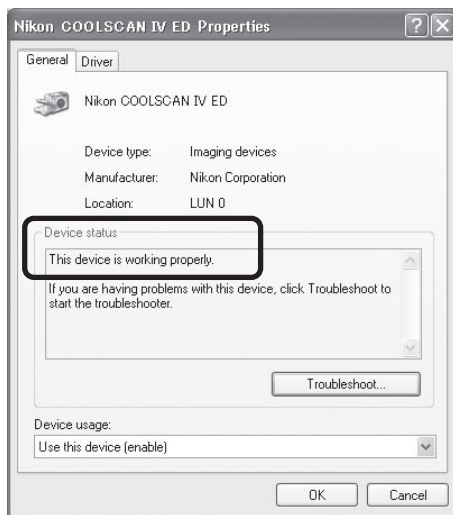 Nikon COOLSCAN IV ED Properties
General Driver
Nikon COOLSCAN IV ED
Device type: Imaging devices
Manufacturer: Nikon Corporation
Location: LUN 0
Device status
This device is working properly.
If you are having problems with this device, click Troubleshoot to
start the troubleshooter.
Troubleshoot...
Device usage:
Use this device (enable)
OK Cancel